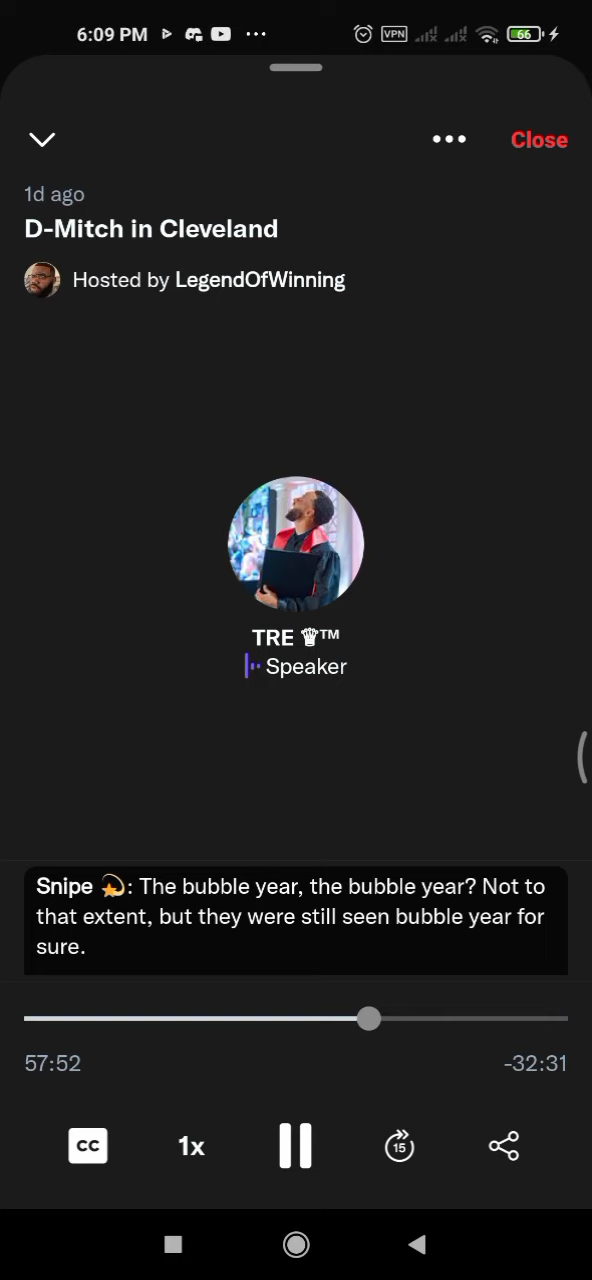 6:09 PM
VPN
66
Close
1d ago
D-Mitch in Cleveland
Hosted by LegendOfWinning
TRE ♛™
Speaker
Snipe 💫: The bubble year, the bubble year? Not to
that extent, but they were still seen bubble year for
sure.
57:52
-32:31
CC
1x
15